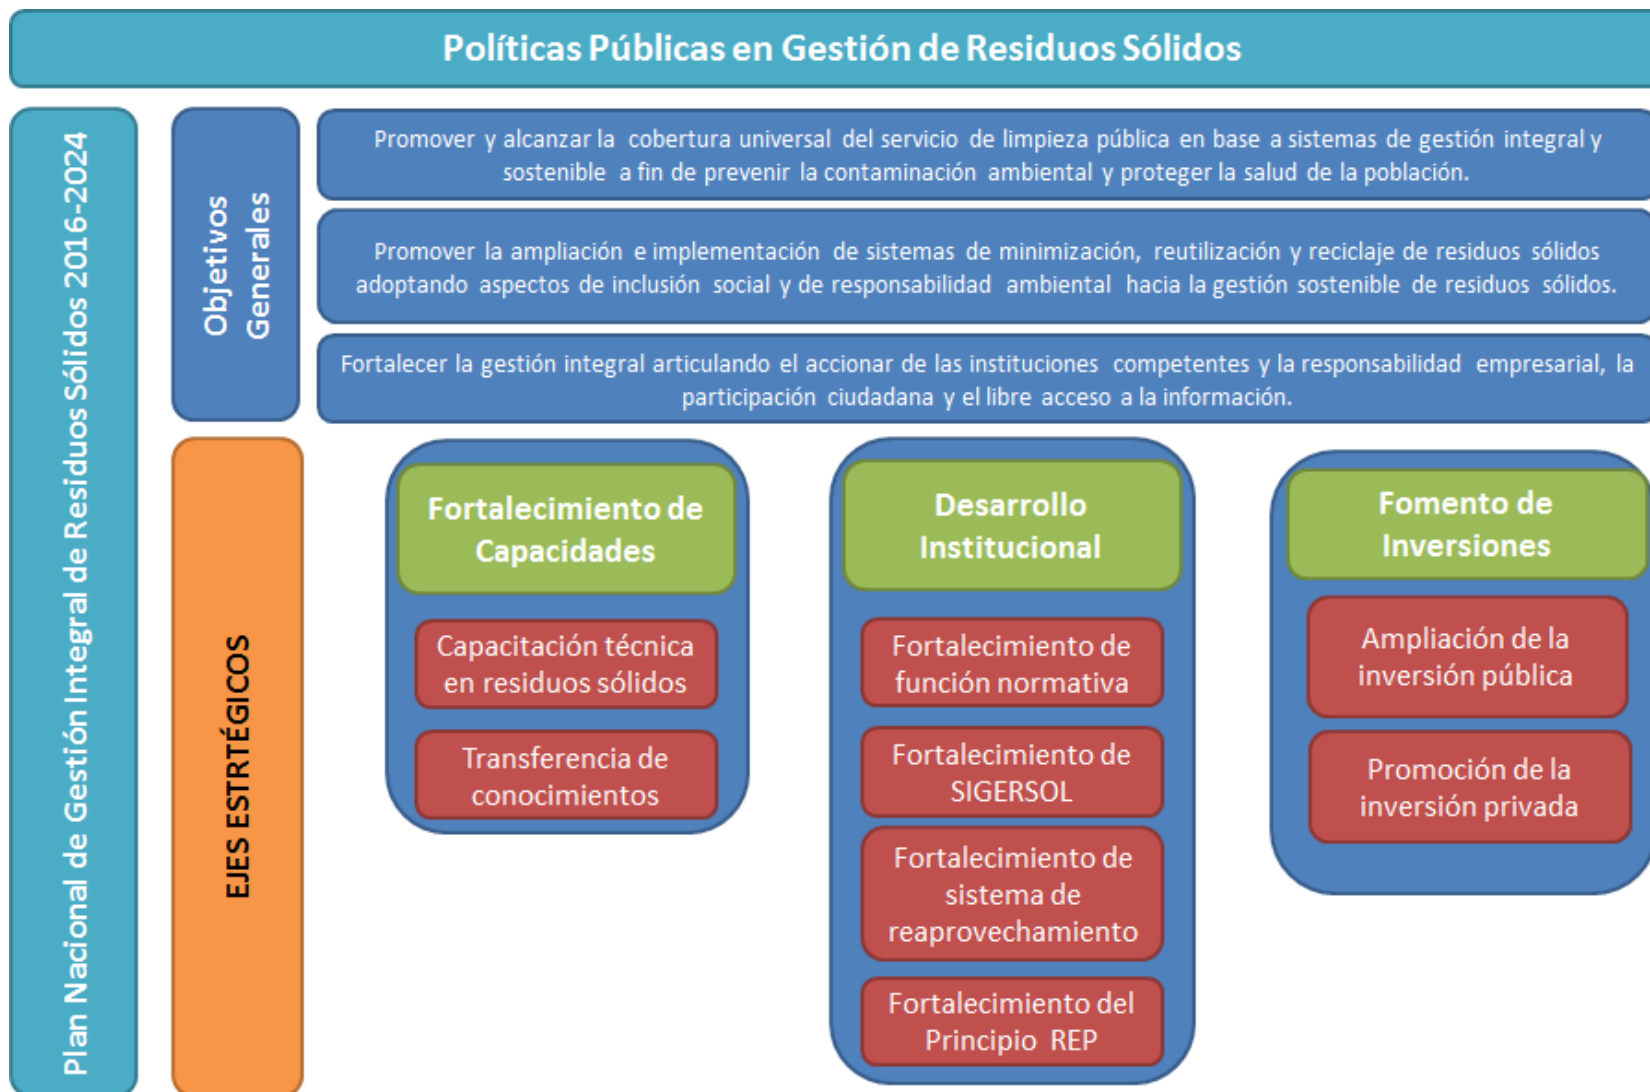 Políticas Públicas en Gestión de Residuos Sólidos
Plan Nacional de Gestión Integral de Residuos Sólidos 2016-2024
Objetivos
Generales
Promover y alcanzar la cobertura universal del servicio de limpieza pública en base a sistemas de gestión integral y
sostenible a fin de prevenir la contaminación ambiental y proteger la salud de la población.
Promover la ampliación e implementación de sistemas de minimización, reutilización y reciclaje de residuos sólidos
adoptando aspectos de inclusión social y de responsabilidad ambiental hacia la gestión sostenible de residuos sólidos.
Fortalecer la gestión integral articulando el accionar de las instituciones competentes y la responsabilidad empresarial, la
participación ciudadana y el libre acceso a la información.
EJES ESTRTÉGICOS
Fortalecimiento de
Capacidades
Capacitación técnica
en residuos sólidos
Transferencia de
conocimientos
Desarrollo
Institucional
Fortalecimiento de
función normativa
Fortalecimiento de
SIGERSOL
Fortalecimiento de
sistema de
reaprovechamiento
Fortalecimiento del
Principio REP
Fomento de
Inversiones
Ampliación de la
inversión pública
Promoción de la
inversión privada